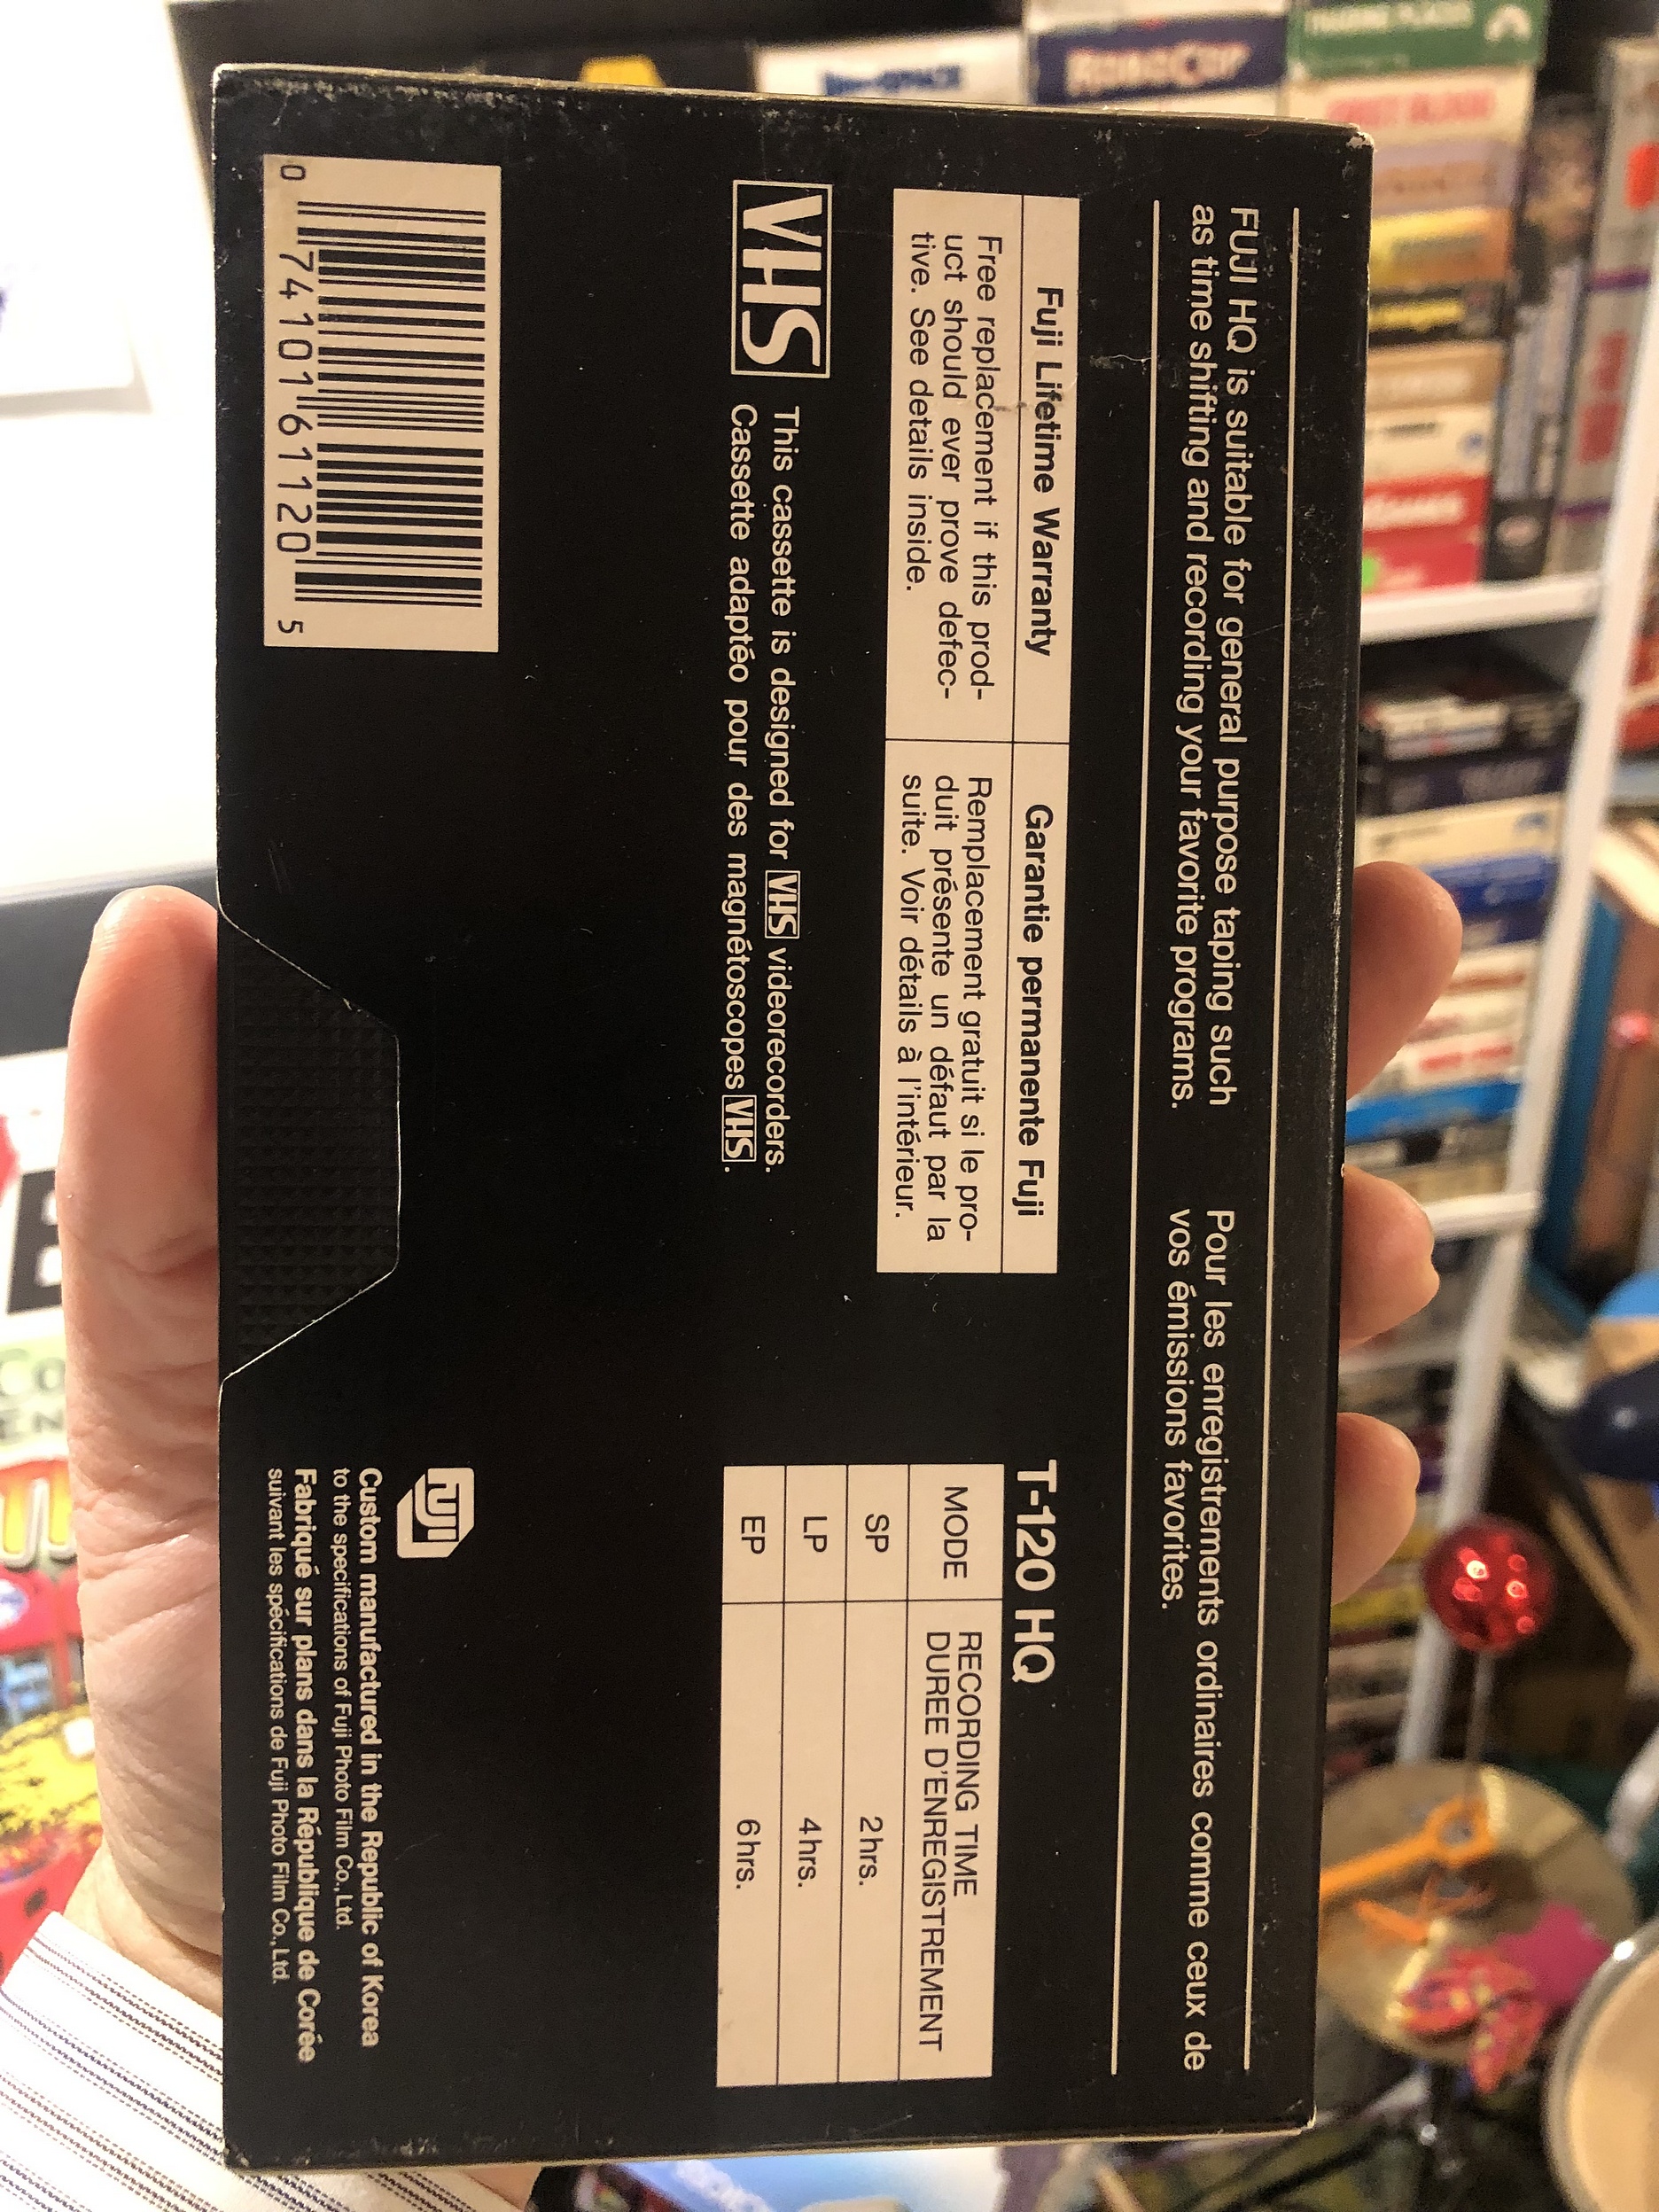 FUJI HQ is suitable for general purpose taping such
as time shifting and recording your favorite programs.
Pour les enregistrements ordinaires comme ceux de
vos émissions favorites.
Fuji Lifetime Warranty
Free replacement if this prod-
uct should ever prove defec-
tive. See details inside.
Garantie permanente Fuji
Remplacement gratuit si le pro-
duit présente un défaut par la
suite. Voir détails à l'intérieur.
T-120 HQ
MODE
RECORDING TIME
DUREE D'ENREGISTREMENT
SP 2hrs.
LP 4hrs.
EP 6hrs.
VHS
This cassette is designed for VHS videorecorders.
Cassette adaptéo pour des magnétoscopes VHS.
0 74101 61120 5
FUJI
Custom manufactured in the Republic of Korea
to the specifications of Fuji Photo Film Co., Ltd.
Fabriqué sur plans dans la République de Corée
suivant les spécifications de Fuji Photo Film Co., Ltd.
ROBOCOP
TRADING PLACES
FIRST BLOOD